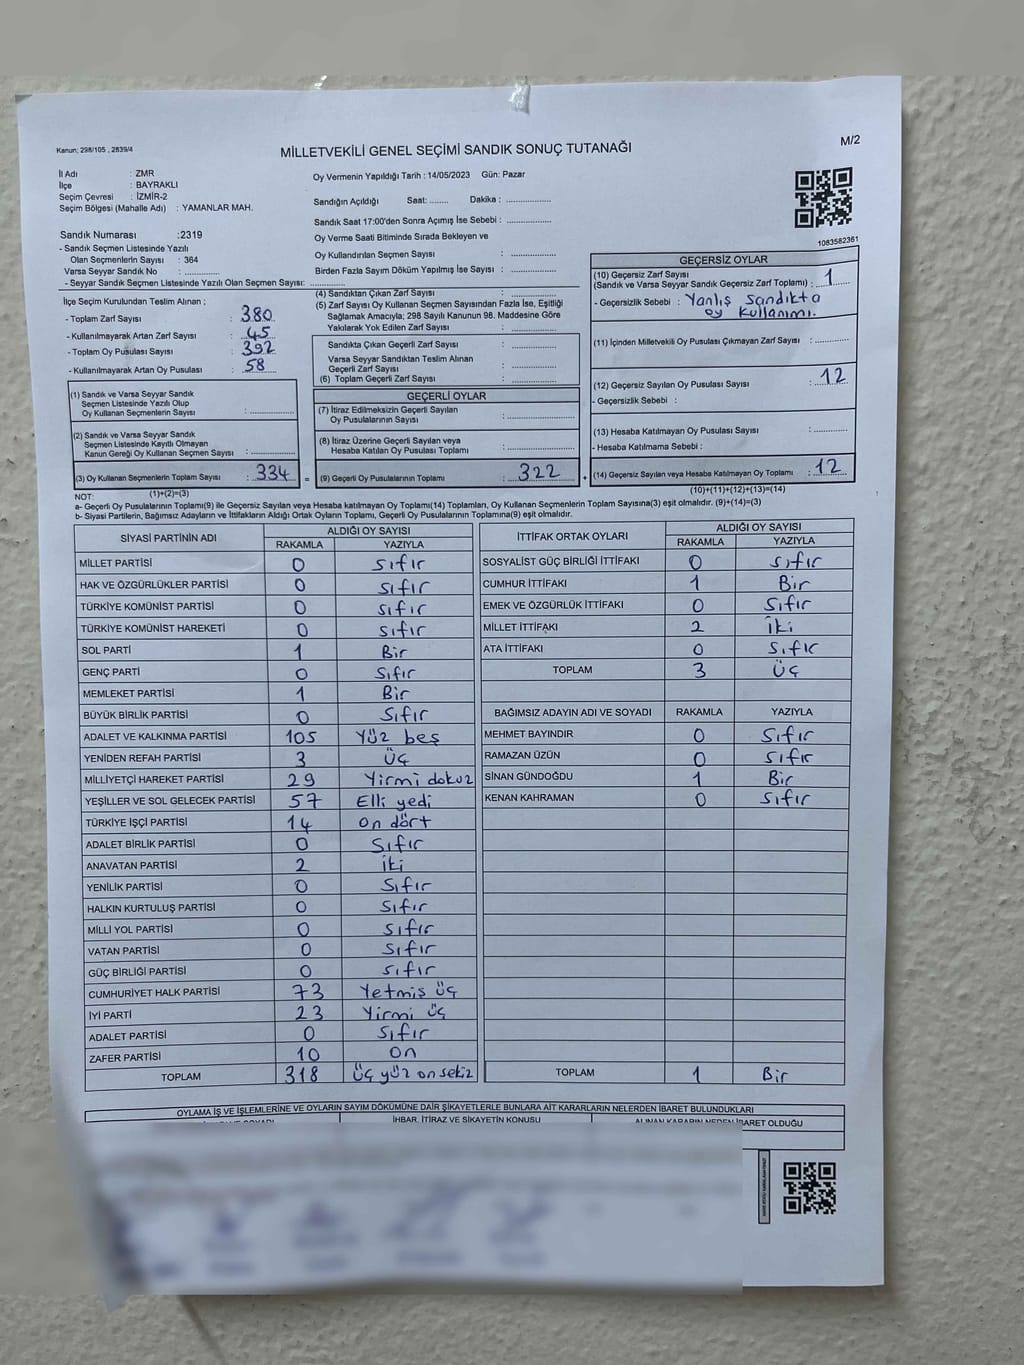 Kanun; 298/105 , 2839/4
MİLLETVEKİLİ GENEL SEÇİMİ SANDIK SONUÇ TUTANAĞI
M/2
İl Adı : ZMR
İlçe : BAYRAKLI
Seçim Çevresi : İZMİR-2
Seçim Bölgesi (Mahalle Adı) : YAMANLAR MAH.
Oy Vermenin Yapıldığı Tarih : 14/05/2023 Gün: Pazar
Sandığın Açıldığı Saat: ........ Dakika : ....................
Sandık Saat 17:00'den Sonra Açımış İse Sebebi : ....................
Sandık Numarası :2319
- Sandık Seçmen Listesinde Yazılı
Olan Seçmenlerin Sayısı : 364
Varsa Seyyar Sandık No : ..............
- Seyyar Sandık Seçmen Listesinde Yazılı Olan Seçmen Sayısı: ..............
Oy Verme Saati Bitiminde Sırada Bekleyen ve
Oy Kullandırılan Seçmen Sayısı : ....................
Birden Fazla Sayım Döküm Yapılmış İse Sayısı : ....................
1083582361
İlçe Seçim Kurulundan Teslim Alınan ;
- Toplam Zarf Sayısı : 380
- Kullanılmayarak Artan Zarf Sayısı : 45
- Toplam Oy Pusulası Sayısı : 392
- Kullanılmayarak Artan Oy Pusulası : 58
(4) Sandıktan Çıkan Zarf Sayısı : ....................
(5) Zarf Sayısı Oy Kullanan Seçmen Sayısından Fazla İse, Eşitliği
Sağlamak Amacıyla; 298 Sayılı Kanunun 98. Maddesine Göre
Yakılarak Yok Edilen Zarf Sayısı : ....................
Sandıkta Çıkan Geçerli Zarf Sayısı : ....................
Varsa Seyyar Sandıktan Teslim Alınan
Geçerli Zarf Sayısı : ....................
(6) Toplam Geçerli Zarf Sayısı : ....................
GEÇERSİZ OYLAR
(10) Geçersiz Zarf Sayısı
(Sandık ve Varsa Seyyar Sandık Geçersiz Zarf Toplamı) : 1
- Geçersizlik Sebebi : Yanlış sandıkta
oy kullanımı.
(11) İçinden Milletvekili Oy Pusulası Çıkmayan Zarf Sayısı : ..............
(12) Geçersiz Sayılan Oy Pusulası Sayısı : 12
- Geçersizlik Sebebi :
(13) Hesaba Katılmayan Oy Pusulası Sayısı : ..............
- Hesaba Katılmama Sebebi :
(14) Geçersiz Sayılan veya Hesaba Katılmayan Oy Toplamı : 12
(10)+(11)+(12)+(13)=(14)
(1) Sandık ve Varsa Seyyar Sandık
Seçmen Listesinde Yazılı Olup
Oy Kullanan Seçmenlerin Sayısı : ..............
(2) Sandık ve Varsa Seyyar Sandık
Seçmen Listesinde Kayıtlı Olmayan
Kanun Gereği Oy Kullanan Seçmen Sayısı : ..............
(3) Oy Kullanan Seçmenlerin Toplam Sayısı : 334 =
(1)+(2)=(3)
GEÇERLİ OYLAR
(7) İtiraz Edilmeksizin Geçerli Sayılan
Oy Pusulalarının Sayısı : ....................
(8) İtiraz Üzerine Geçerli Sayılan veya
Hesaba Katılan Oy Pusulası Toplamı : ....................
(9) Geçerli Oy Pusulalarının Toplamı : 322 +
NOT:
a- Geçerli Oy Pusulalarının Toplamı(9) ile Geçersiz Sayılan veya Hesaba katılmayan Oy Toplamı(14) Toplamları, Oy Kullanan Seçmenlerin Toplam Sayısına(3) eşit olmalıdır. (9)+(14)=(3)
b- Siyasi Partilerin, Bağımsız Adayların ve İttifakların Aldığı Ortak Oyların Toplamı, Geçerli Oy Pusulalarının Toplamına(9) eşit olmalıdır.
SİYASİ PARTİNİN ADI ALDIĞI OY SAYISI
RAKAMLA YAZIYLA
MİLLET PARTİSİ 0 sıfır
HAK VE ÖZGÜRLÜKLER PARTİSİ 0 sıfır
TÜRKİYE KOMÜNİST PARTİSİ 0 sıfır
TÜRKİYE KOMÜNİST HAREKETİ 0 sıfır
SOL PARTİ 1 Bir
GENÇ PARTİ 0 Sıfır
MEMLEKET PARTİSİ 1 Bir
BÜYÜK BİRLİK PARTİSİ 0 Sıfır
ADALET VE KALKINMA PARTİSİ 105 Yüz beş
YENİDEN REFAH PARTİSİ 3 üç
MİLLİYETÇİ HAREKET PARTİSİ 29 Yirmi dokuz
YEŞİLLER VE SOL GELECEK PARTİSİ 57 Elli yedi
TÜRKİYE İŞÇİ PARTİSİ 14 on dört
ADALET BİRLİK PARTİSİ 0 Sıfır
ANAVATAN PARTİSİ 2 iki
YENİLİK PARTİSİ 0 Sıfır
HALKIN KURTULUŞ PARTİSİ 0 Sıfır
MİLLİ YOL PARTİSİ 0 Sıfır
VATAN PARTİSİ 0 Sıfır
GÜÇ BİRLİĞİ PARTİSİ 0 sıfır
CUMHURİYET HALK PARTİSİ 73 Yetmiş üç
İYİ PARTİ 23 Yirmi üç
ADALET PARTİSİ 0 Sıfır
ZAFER PARTİSİ 10 on
TOPLAM 318 üç yüz on sekiz
İTTİFAK ORTAK OYLARI ALDIĞI OY SAYISI
RAKAMLA YAZIYLA
SOSYALİST GÜÇ BİRLİĞİ İTTİFAKI 0 sıfır
CUMHUR İTTİFAKI 1 Bir
EMEK VE ÖZGÜRLÜK İTTİFAKI 0 Sıfır
MİLLET İTTİFAKI 2 iki
ATA İTTİFAKI 0 Sıfır
TOPLAM 3 üç
BAĞIMSIZ ADAYIN ADI VE SOYADI RAKAMLA YAZIYLA
MEHMET BAYINDIR 0 Sıfır
RAMAZAN ÜZÜN 0 Sıfır
SİNAN GÜNDOĞDU 1 Bir
KENAN KAHRAMAN 0 Sıfır
TOPLAM 1 Bir
OYLAMA İŞ VE İŞLEMLERİNE VE OYLARIN SAYIM DÖKÜMÜNE DAİR ŞİKAYETLERLE BUNLARA AİT KARARLARIN NELERDEN İBARET BULUNDUKLARI
İHBAR, İTİRAZ VE ŞİKAYETİN KONUSU ALINAN KARARIN NEDEN İBARET OLDUĞU